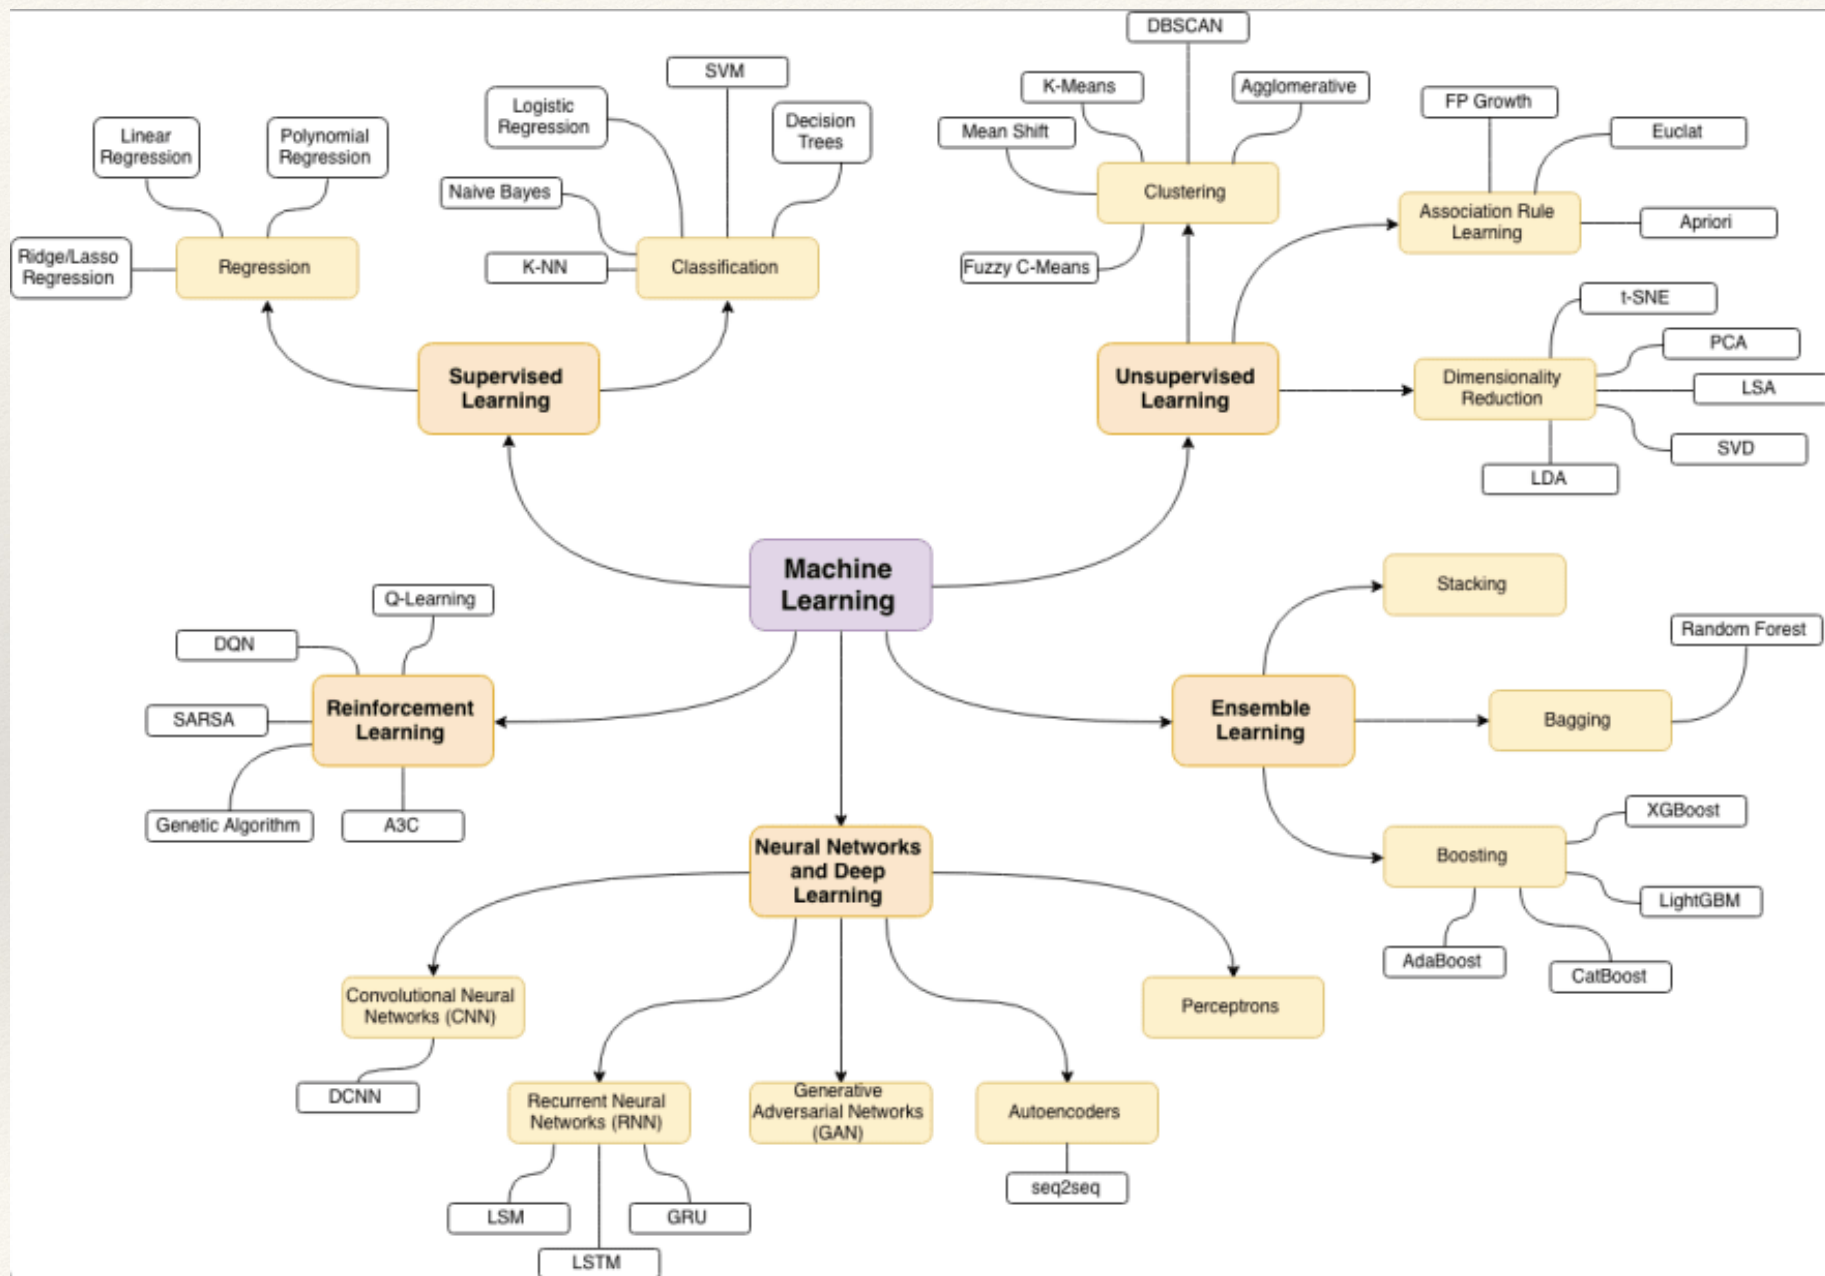 DBSCAN
SVM
K-Means
Agglomerative
Logistic
Regression
FP Growth
Linear
Regression
Polynomial
Regression
Decision
Trees
Mean Shift
Euclat
Naive Bayes
Clustering
Association Rule
Learning
Apriori
Ridge/Lasso
Regression
Regression
K-NN
Classification
Fuzzy C-Means
t-SNE
PCA
Supervised
Learning
Unsupervised
Learning
Dimensionality
Reduction
LSA
SVD
LDA
Machine
Learning
Stacking
Q-Learning
DQN
Random Forest
SARSA
Reinforcement
Learning
Ensemble
Learning
Bagging
Genetic Algorithm
A3C
XGBoost
Neural Networks
and Deep
Learning
Boosting
LightGBM
AdaBoost
CatBoost
Convolutional Neural
Networks (CNN)
Perceptrons
DCNN
Recurrent Neural
Networks (RNN)
Generative
Adversarial Networks
(GAN)
Autoencoders
seq2seq
LSM
GRU
LSTM